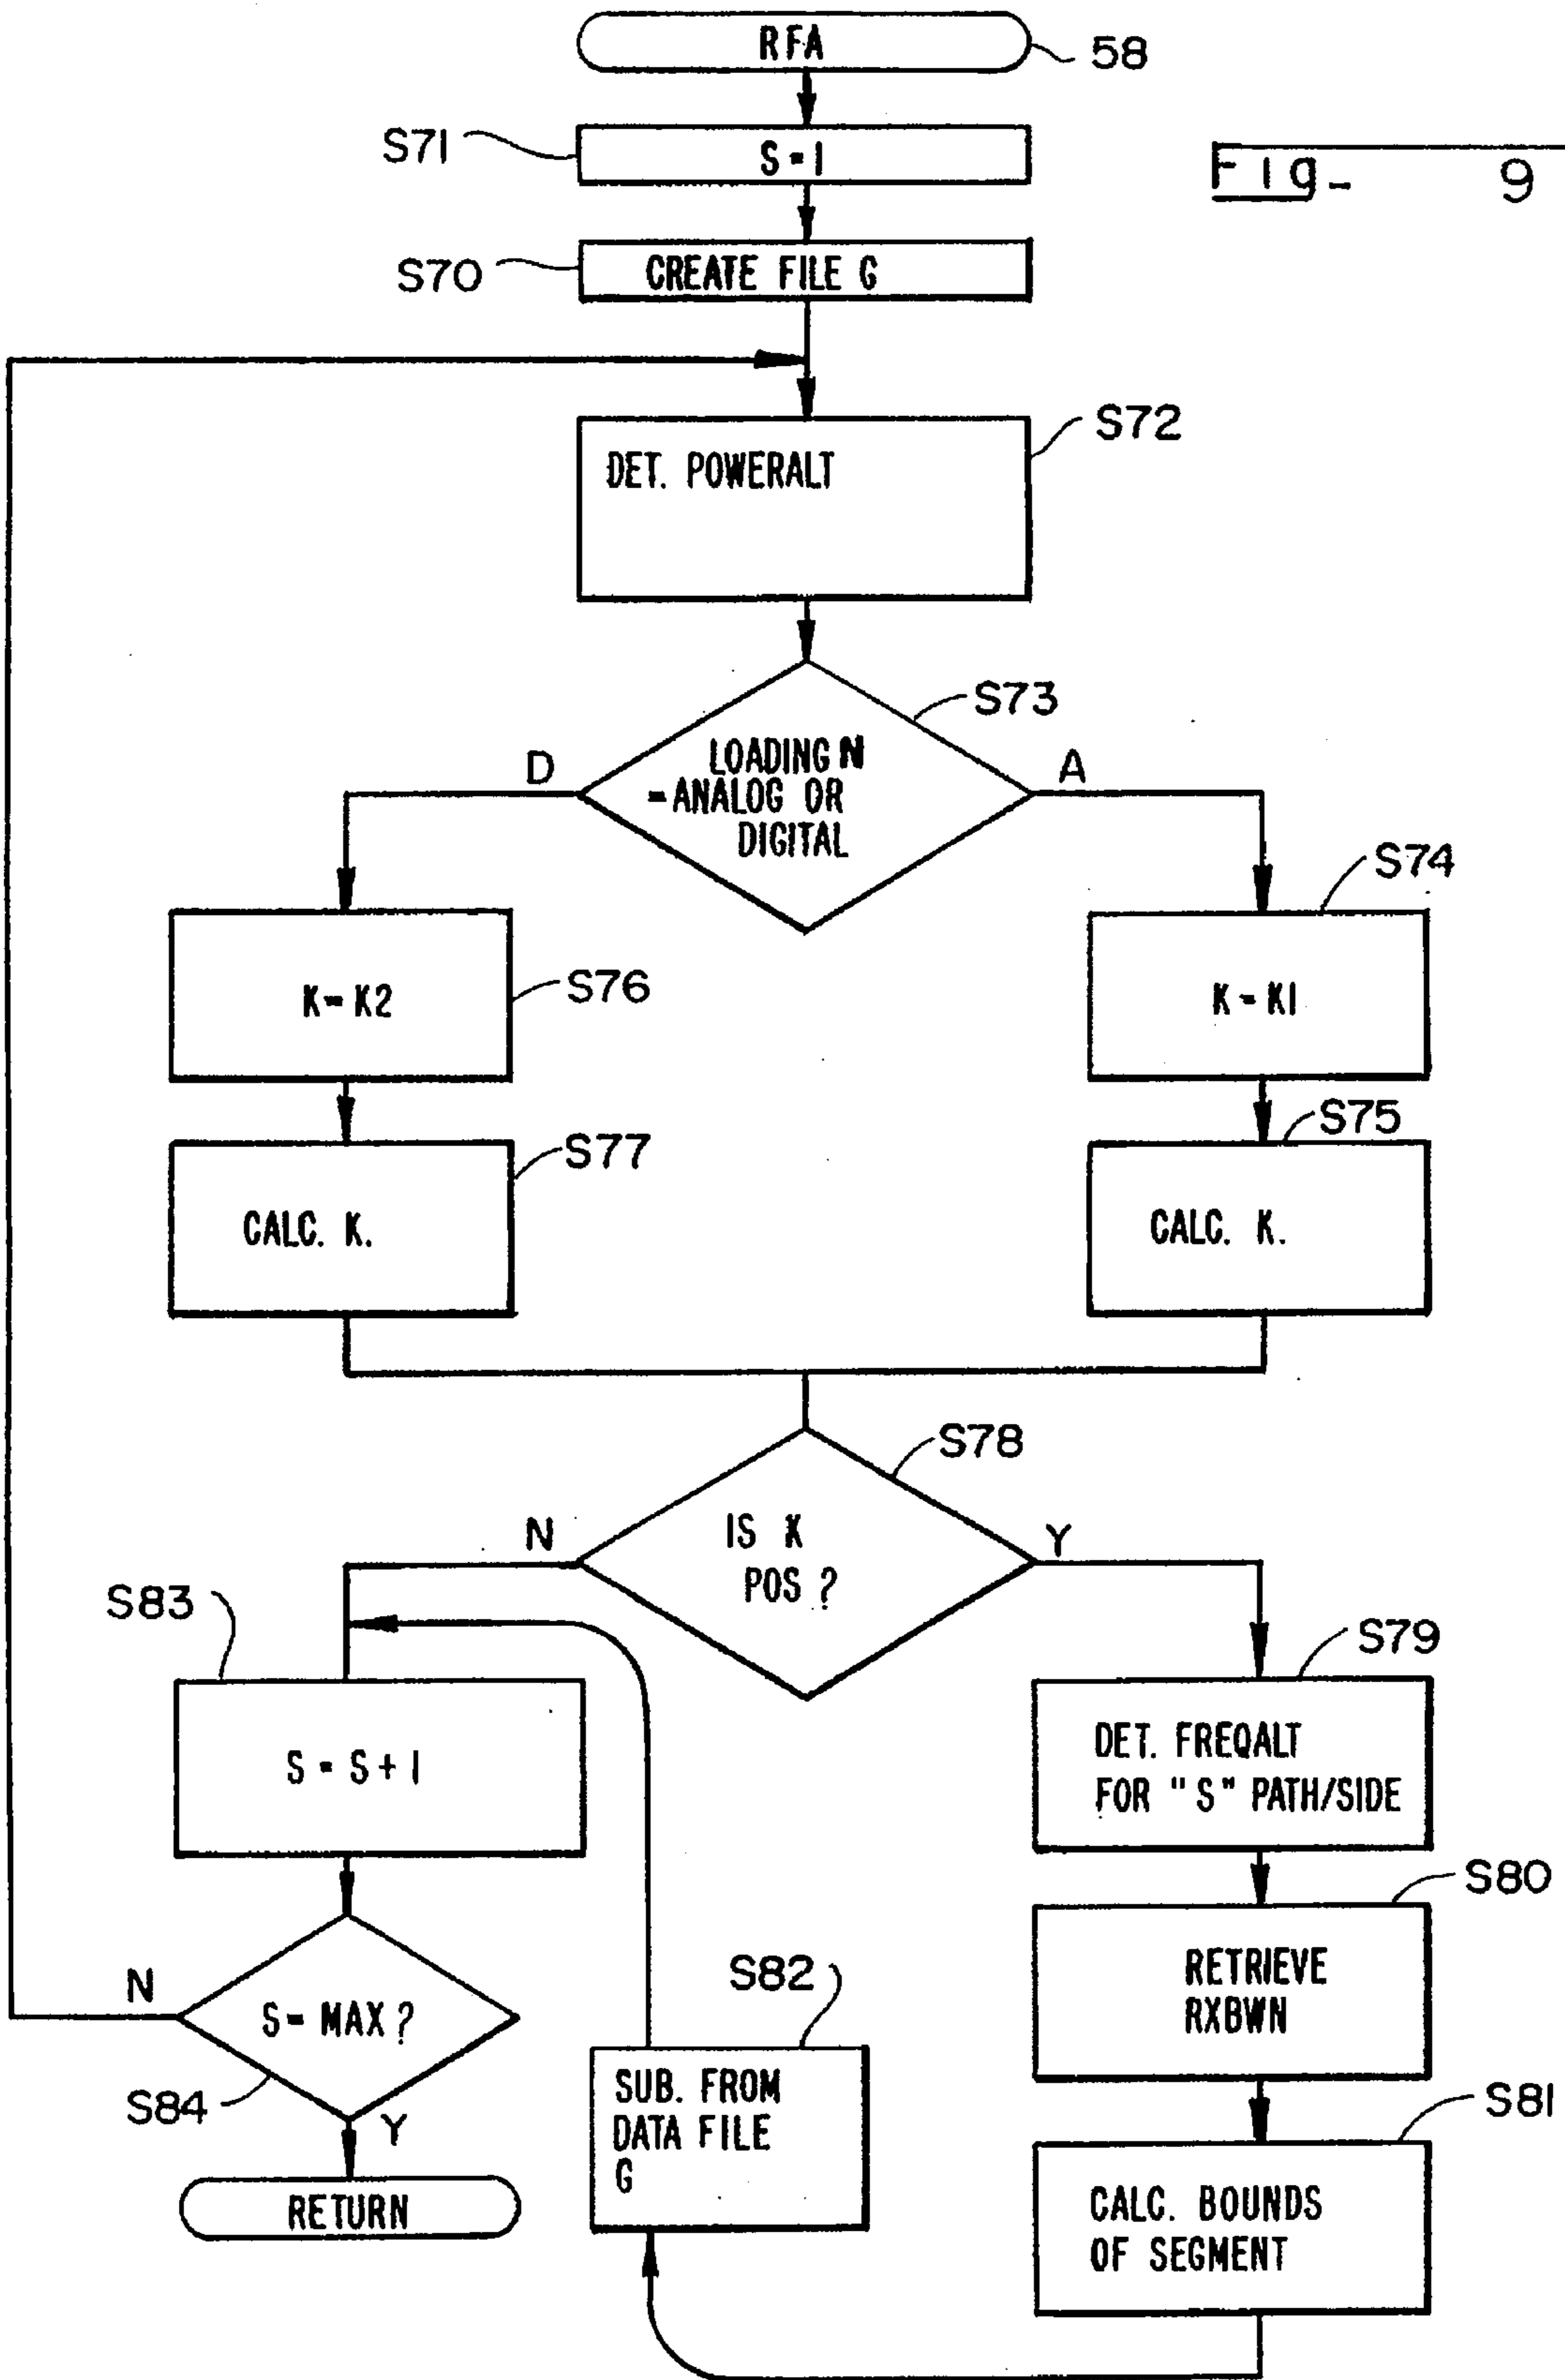 RFA
58
S71
S = 1
Fig- 9
S70
CREATE FILE G
S72
DET. POWERALT
S73
LOADING N
= ANALOG OR
DIGITAL
D
A
S74
K = K1
S76
K = K2
S75
CALC. K.
S77
CALC. K.
S78
IS K
POS ?
N
Y
S83
S = S + 1
S79
DET. FREQALT
FOR "S" PATH/SIDE
S80
RETRIEVE
RXBWN
N
S = MAX ?
S84
Y
RETURN
S82
SUB. FROM
DATA FILE
G
S81
CALC. BOUNDS
OF SEGMENT